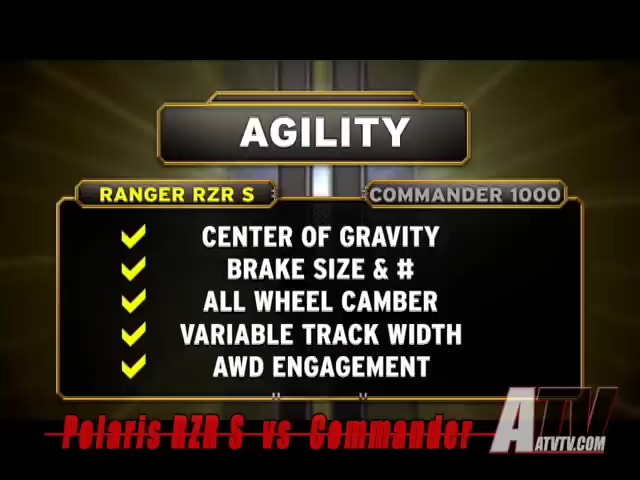 AGILITY
RANGER RZR S
COMMANDER 1000
CENTER OF GRAVITY
BRAKE SIZE & #
ALL WHEEL CAMBER
VARIABLE TRACK WIDTH
AWD ENGAGEMENT
Polaris RZR S vs Commander
ATV
ATVTV.COM